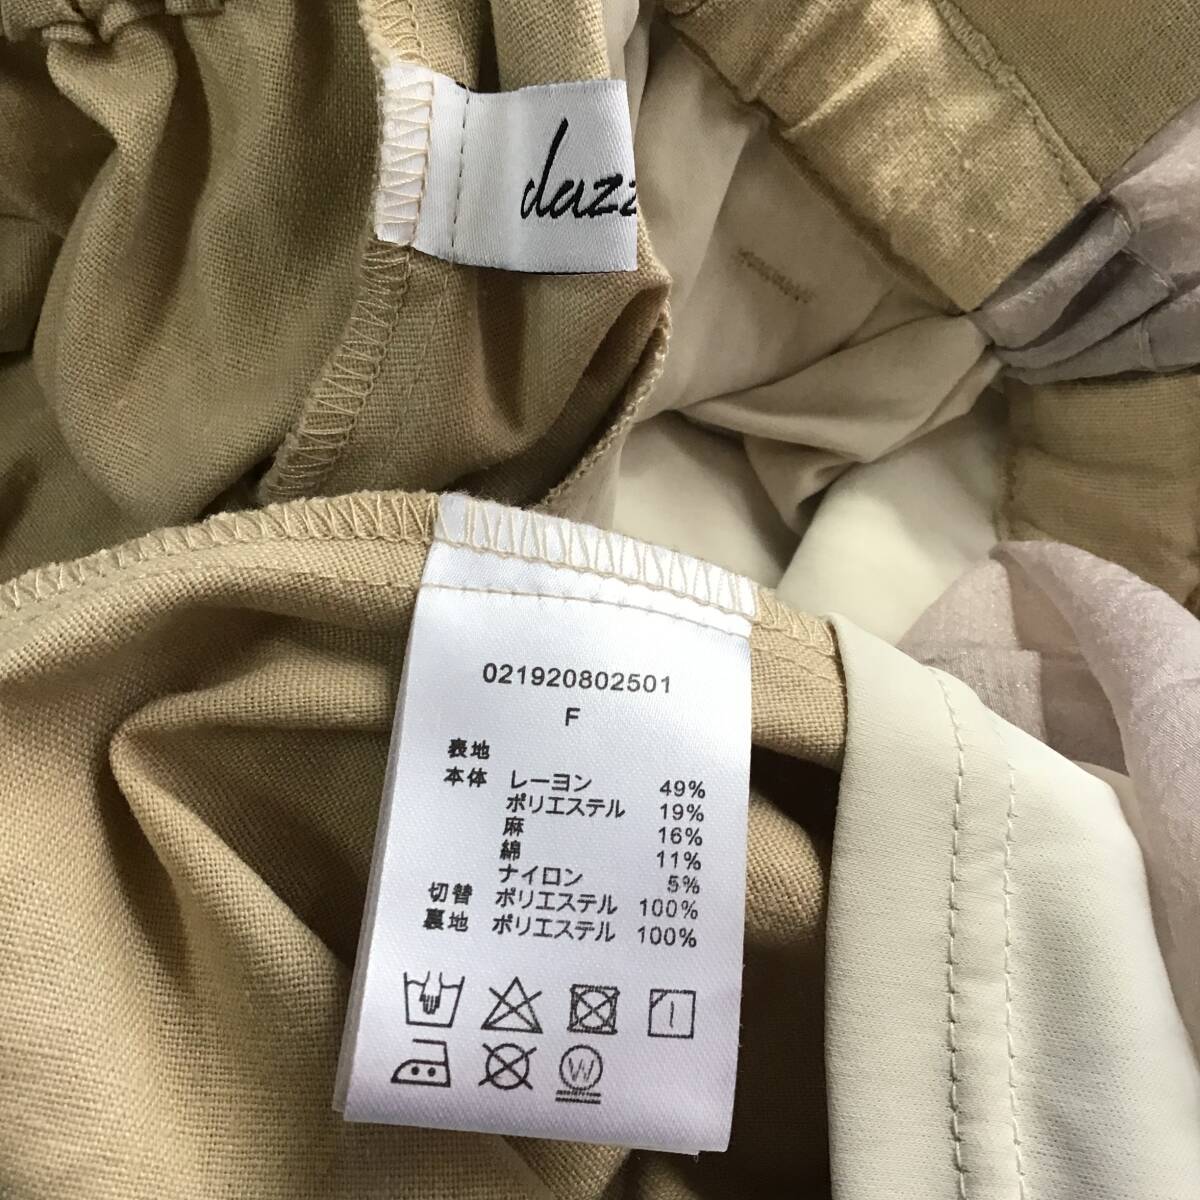 dazz
021920802501
F
表地
本体 レーヨン 49%
ポリエステル 19%
麻 16%
綿 11%
ナイロン 5%
切替 ポリエステル 100%
裏地 ポリエステル 100%
W